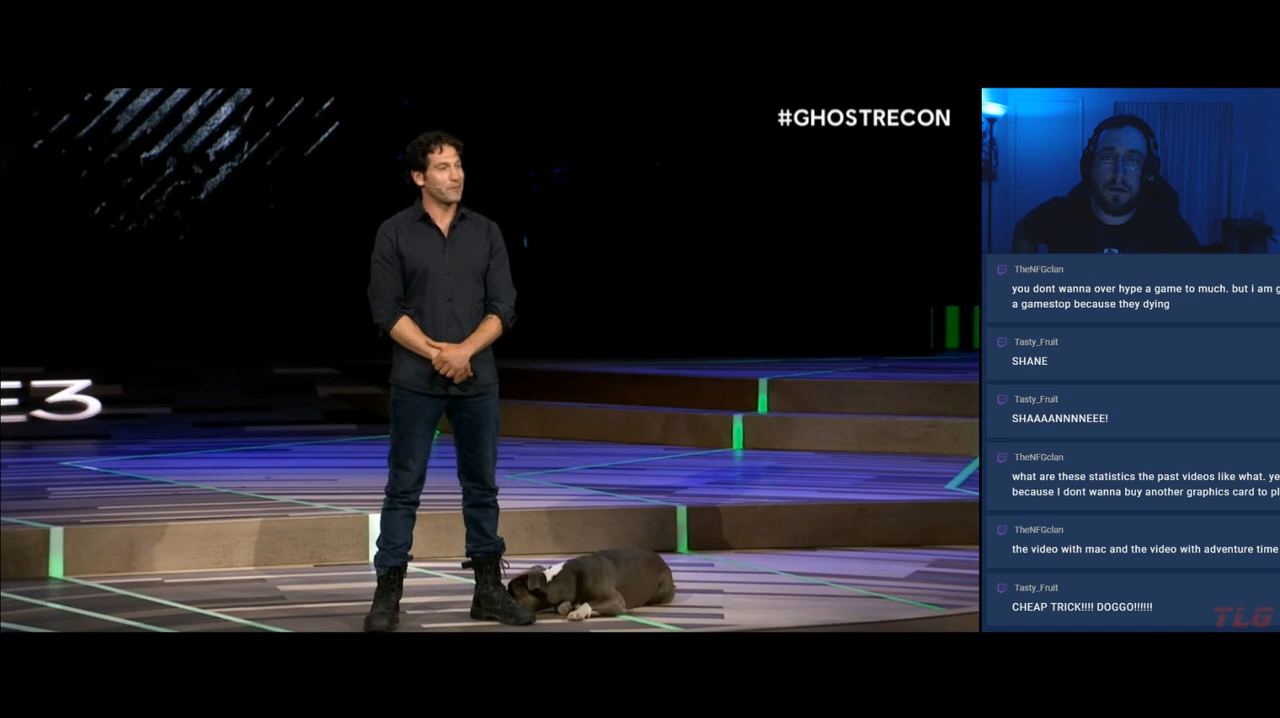 #GHOSTRECON
E3
TheNFGclan
you dont wanna over hype a game to much. but i am g
a gamestop because they dying
Tasty_Fruit
SHANE
Tasty_Fruit
SHAAAANNNNEEE!
TheNFGclan
what are these statistics the past videos like what. ye
because I dont wanna buy another graphics card to pl
TheNFGclan
the video with mac and the video with adventure time
Tasty_Fruit
CHEAP TRICK!!!! DOGGO!!!!!!
TLG